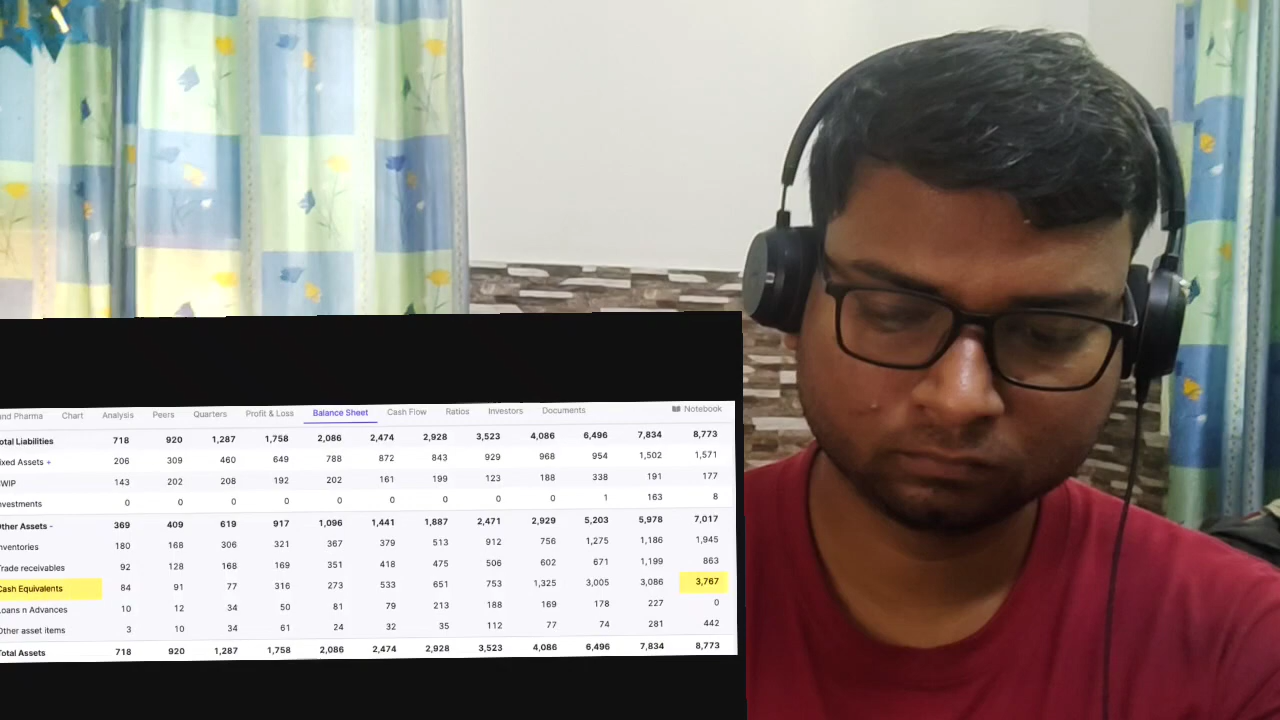 nd Pharma Chart Analysis Peers Quarters Profit & Loss Balance Sheet Cash Flow Ratios Investors Documents Notebook
otal Liabilities 718 920 1,287 1,758 2,086 2,474 2,928 3,523 4,086 6,496 7,834 8,773
ixed Assets + 206 309 460 649 788 872 843 929 968 954 1,502 1,571
WIP 143 202 208 192 202 161 199 123 188 338 191 177
nvestments 0 0 0 0 0 0 0 0 0 1 163 8
Other Assets - 369 409 619 917 1,096 1,441 1,887 2,471 2,929 5,203 5,978 7,017
nventories 180 168 306 321 367 379 513 912 756 1,275 1,186 1,945
Trade receivables 92 128 168 169 351 418 475 506 602 671 1,199 863
Cash Equivalents 84 91 77 316 273 533 651 753 1,325 3,005 3,086 3,767
Loans n Advances 10 12 34 50 81 79 213 188 169 178 227 0
Other asset items 3 10 34 61 24 32 35 112 77 74 281 442
Total Assets 718 920 1,287 1,758 2,086 2,474 2,928 3,523 4,086 6,496 7,834 8,773